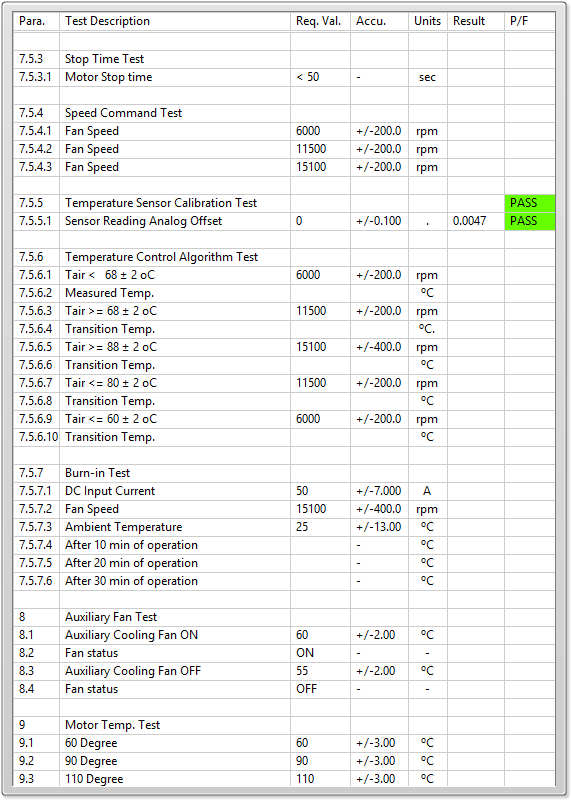 Para. Test Description Req. Val. Accu. Units Result P/F
7.5.3 Stop Time Test
7.5.3.1 Motor Stop time < 50 - sec
7.5.4 Speed Command Test
7.5.4.1 Fan Speed 6000 +/-200.0 rpm
7.5.4.2 Fan Speed 11500 +/-200.0 rpm
7.5.4.3 Fan Speed 15100 +/-200.0 rpm
7.5.5 Temperature Sensor Calibration Test PASS
7.5.5.1 Sensor Reading Analog Offset 0 +/-0.100 . 0.0047 PASS
7.5.6 Temperature Control Algorithm Test
7.5.6.1 Tair < 68 ± 2 oC 6000 +/-200.0 rpm
7.5.6.2 Measured Temp. ºC
7.5.6.3 Tair >= 68 ± 2 oC 11500 +/-200.0 rpm
7.5.6.4 Transition Temp. ºC.
7.5.6.5 Tair >= 88 ± 2 oC 15100 +/-400.0 rpm
7.5.6.6 Transition Temp. ºC
7.5.6.7 Tair <= 80 ± 2 oC 11500 +/-200.0 rpm
7.5.6.8 Transition Temp. ºC
7.5.6.9 Tair <= 60 ± 2 oC 6000 +/-200.0 rpm
7.5.6.10 Transition Temp. ºC
7.5.7 Burn-in Test
7.5.7.1 DC Input Current 50 +/-7.000 A
7.5.7.2 Fan Speed 15100 +/-400.0 rpm
7.5.7.3 Ambient Temperature 25 +/-13.00 ºC
7.5.7.4 After 10 min of operation - ºC
7.5.7.5 After 20 min of operation - ºC
7.5.7.6 After 30 min of operation - ºC
8 Auxiliary Fan Test
8.1 Auxiliary Cooling Fan ON 60 +/-2.00 ºC
8.2 Fan status ON - -
8.3 Auxiliary Cooling Fan OFF 55 +/-2.00 ºC
8.4 Fan status OFF - -
9 Motor Temp. Test
9.1 60 Degree 60 +/-3.00 ºC
9.2 90 Degree 90 +/-3.00 ºC
9.3 110 Degree 110 +/-3.00 ºC